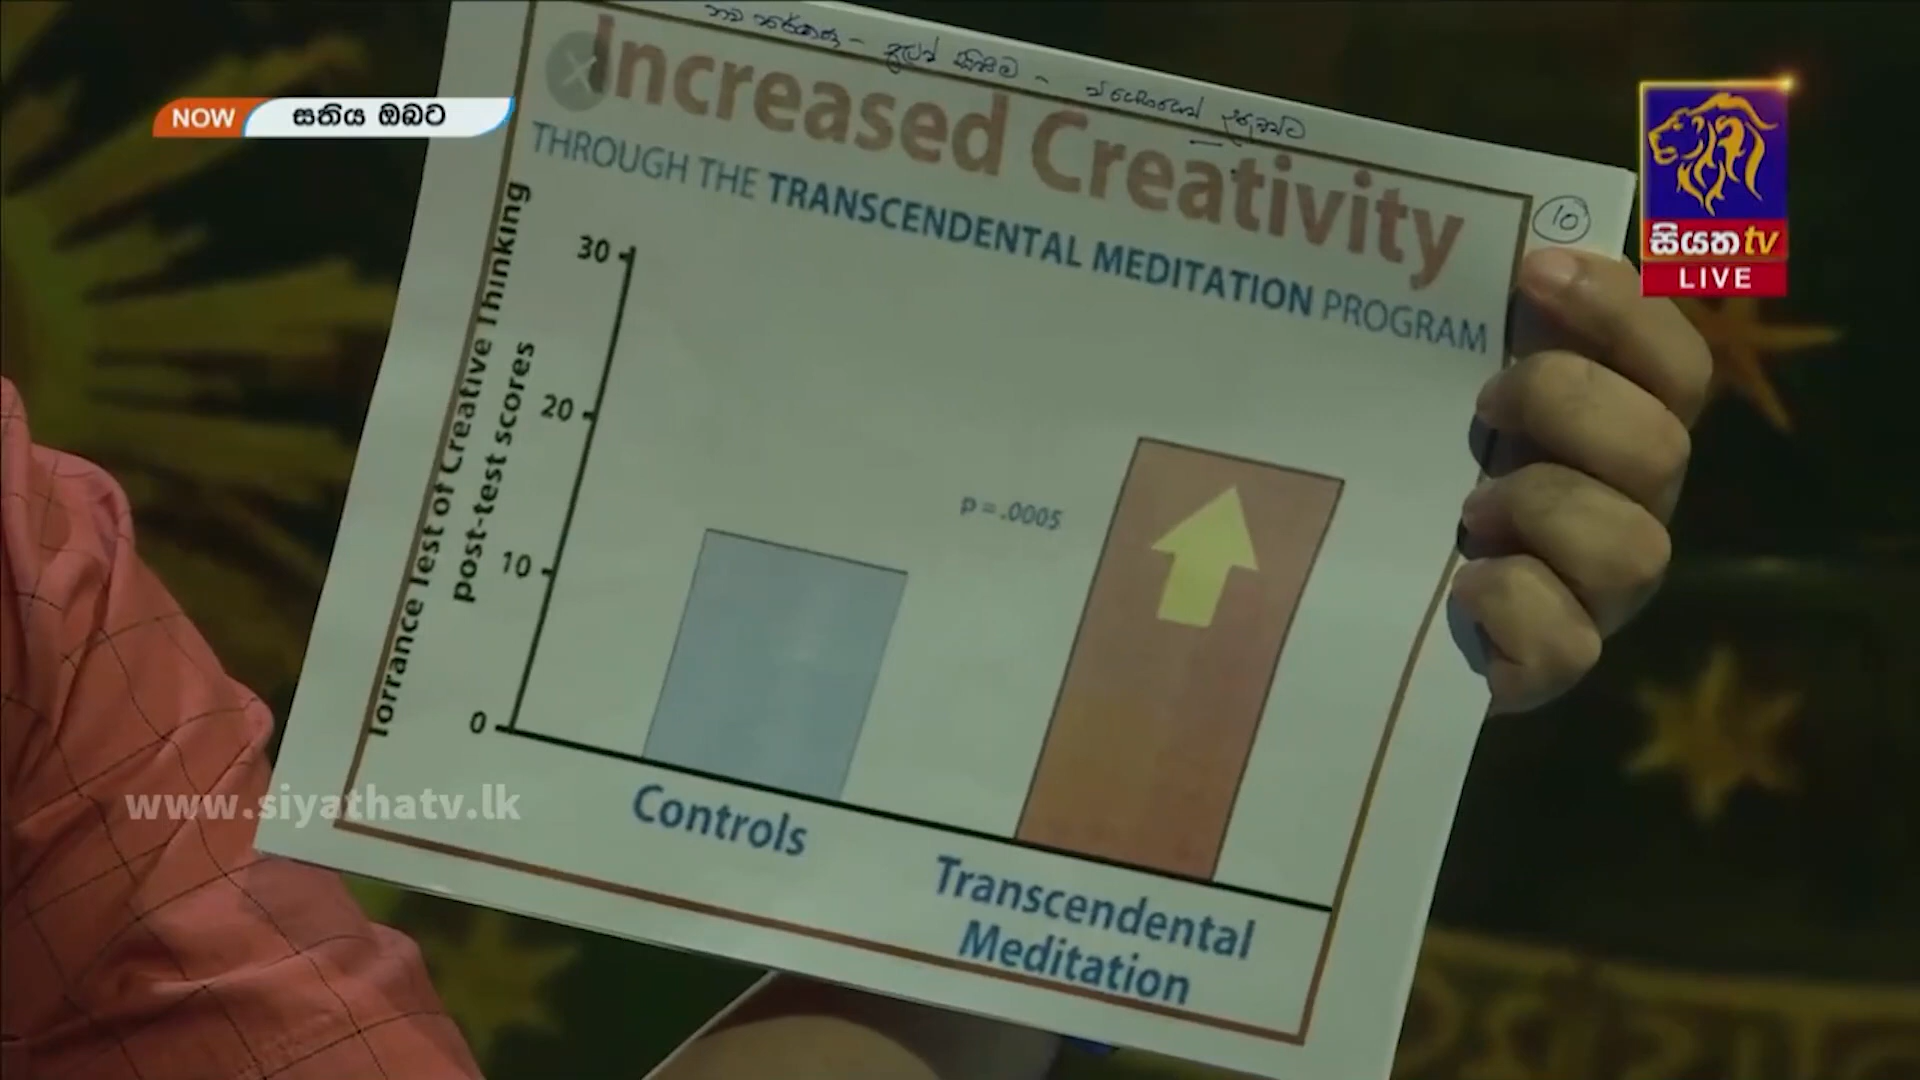 NOW සතිය ඔබට
සියත tv
LIVE
10
Increased Creativity
THROUGH THE TRANSCENDENTAL MEDITATION PROGRAM
Torrance Test of Creative Thinking
post-test scores
30
20
10
0
p = .0005
Controls
Transcendental
Meditation
www.siyathatv.lk